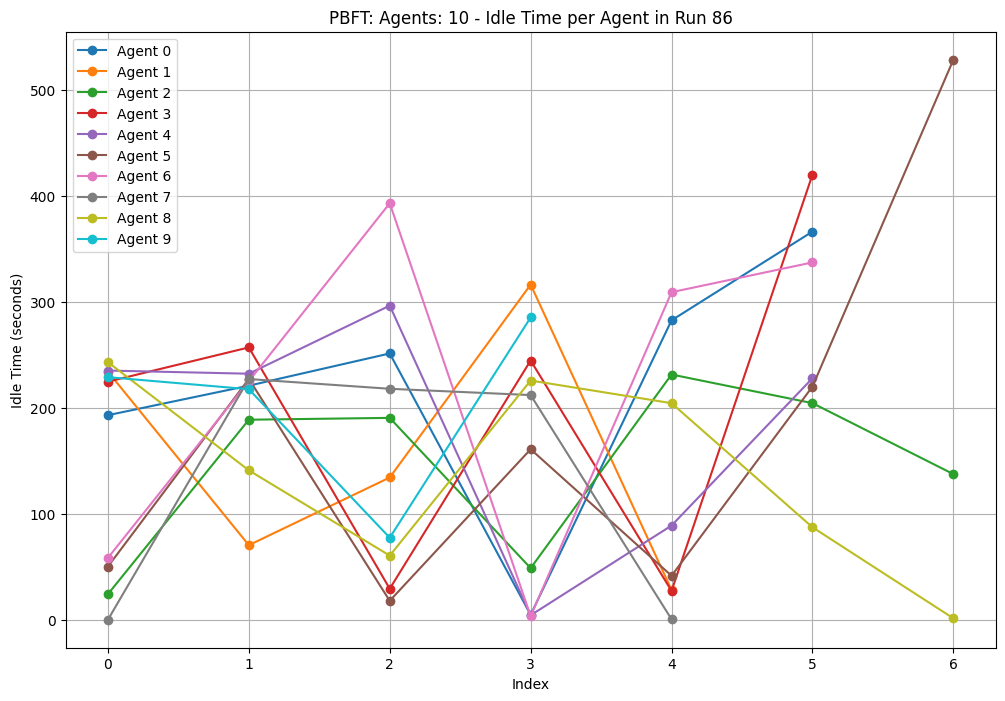 PBFT: Agents: 10 - Idle Time per Agent in Run 86
Agent 0
Agent 1
Agent 2
Agent 3
Agent 4
Agent 5
Agent 6
Agent 7
Agent 8
Agent 9
Idle Time (seconds)
500
400
300
200
100
0
0 1 2 3 4 5 6
Index